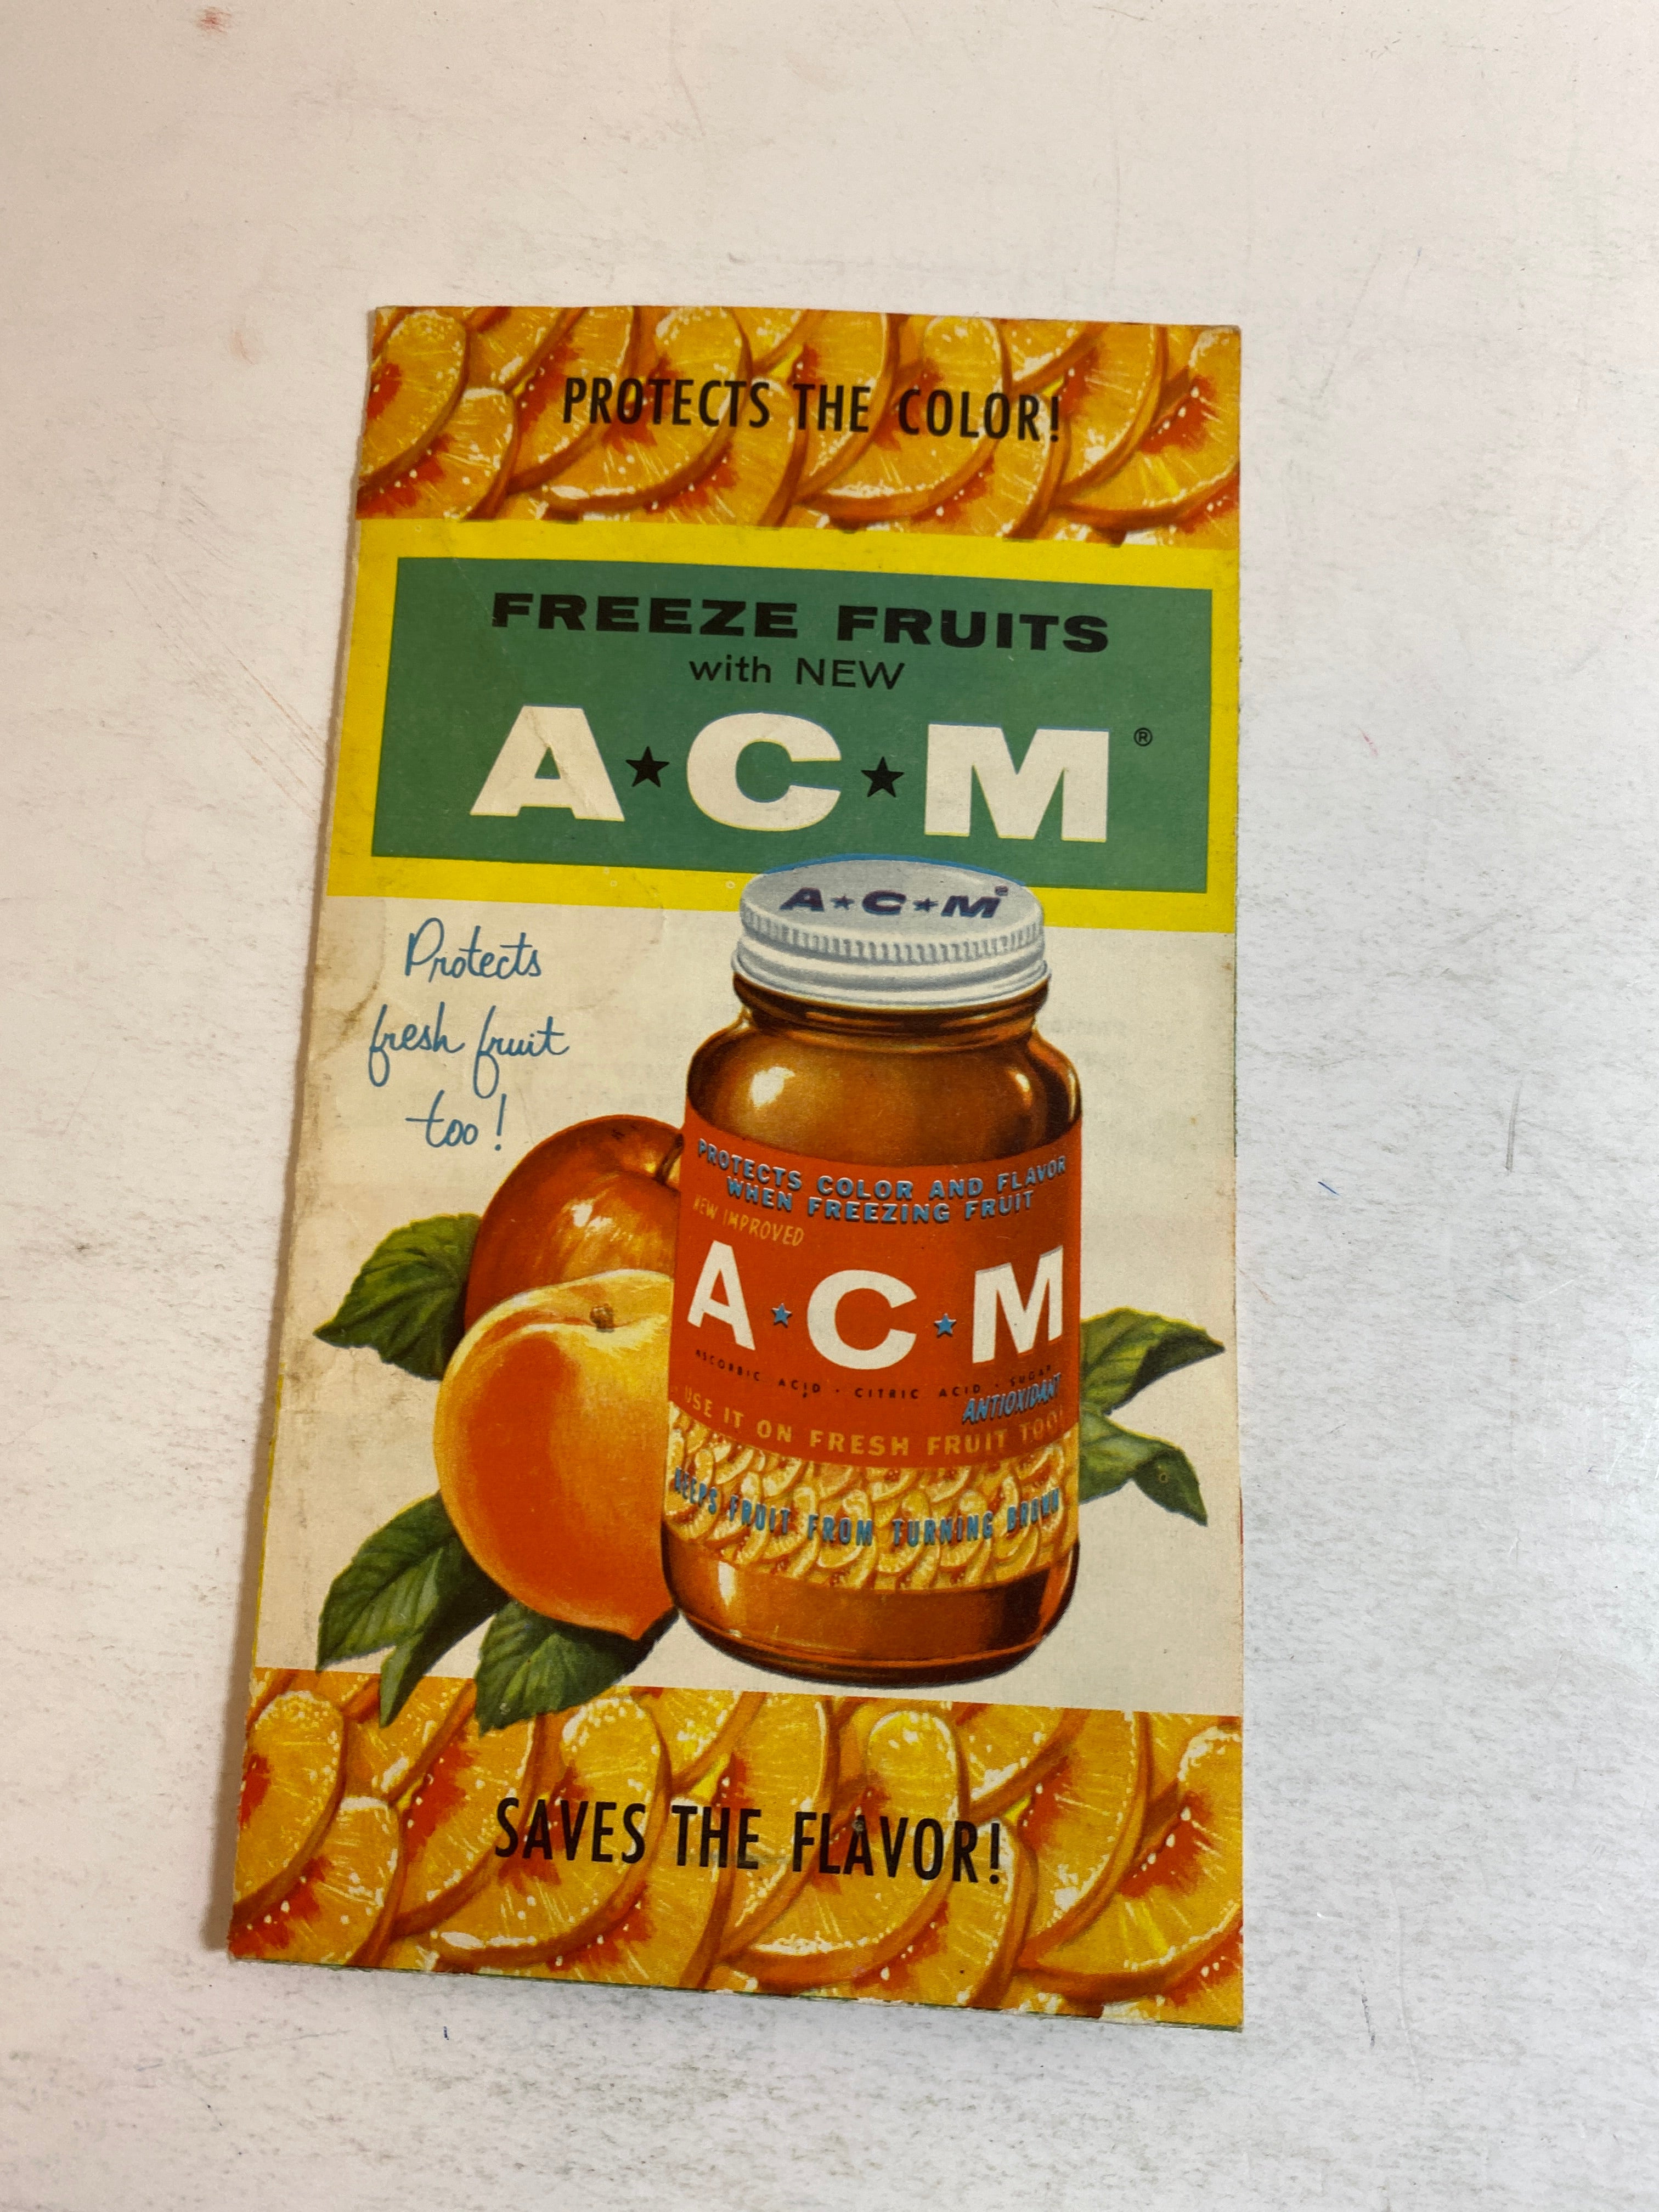 PROTECTS THE COLOR!
FREEZE FRUITS
with NEW
A★C★M®
A★C★M®
Protects
fresh fruit
too!
PROTECTS COLOR AND FLAVOR
WHEN FREEZING FRUIT
NEW IMPROVED
A★C★M
ASCORBIC ACID · CITRIC ACID · SUGAR
ANTIOXIDANT
USE IT ON FRESH FRUIT TOO!
KEEPS FRUIT FROM TURNING BROWN
SAVES THE FLAVOR!